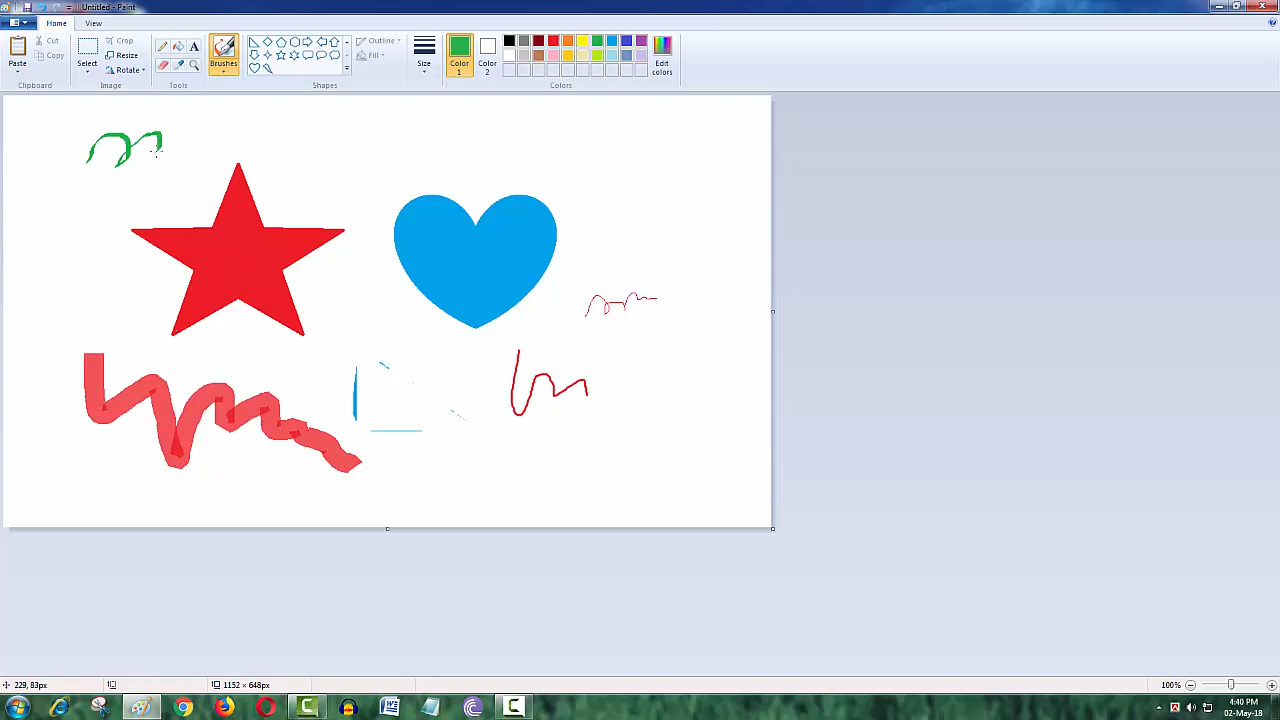 Untitled - Paint
Home View
Paste Cut Copy Clipboard
Select Crop Resize Rotate Image
Tools
Brushes
Shapes Outline Fill
Size
Color 1
Color 2
Edit colors
Colors
229, 83px 1152 × 648px 100%
4:40 PM
02-May-18